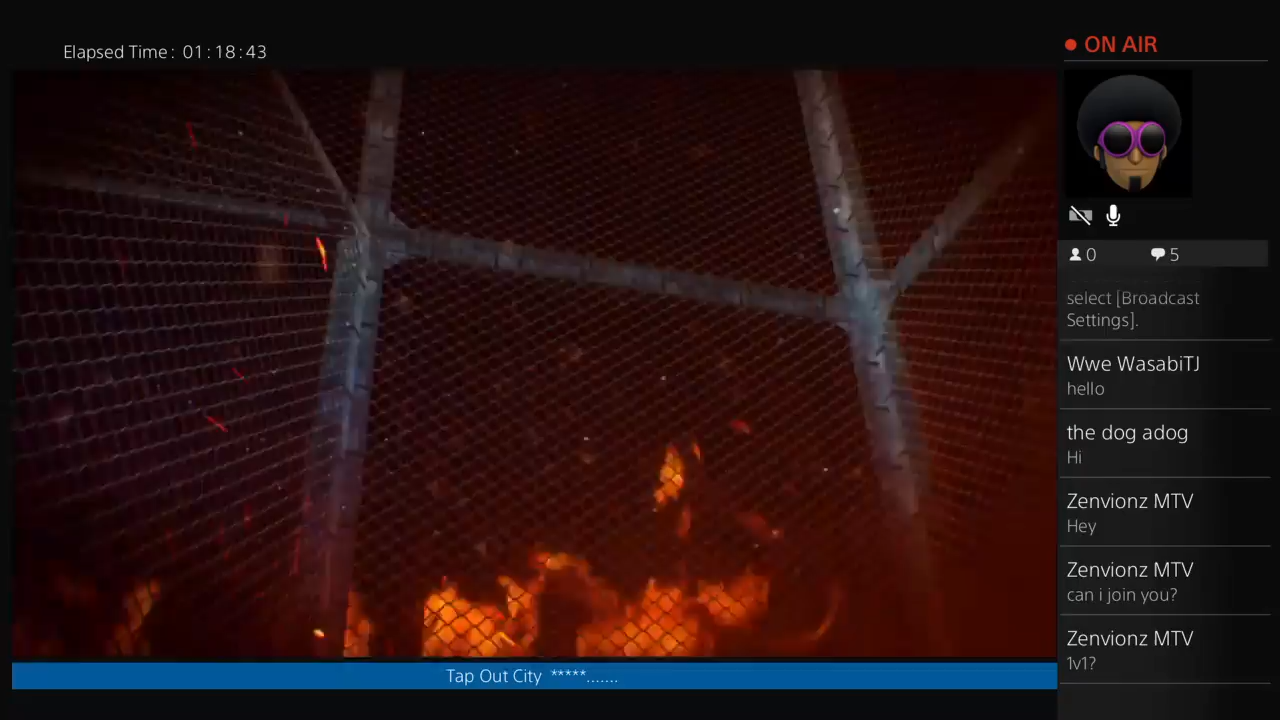 Elapsed Time: 01:18:43
ON AIR
0
5
select [Broadcast
Settings].
Wwe WasabiTJ
hello
the dog adog
Hi
Zenvionz MTV
Hey
Zenvionz MTV
can i join you?
Zenvionz MTV
1v1?
Tap Out City *****.......